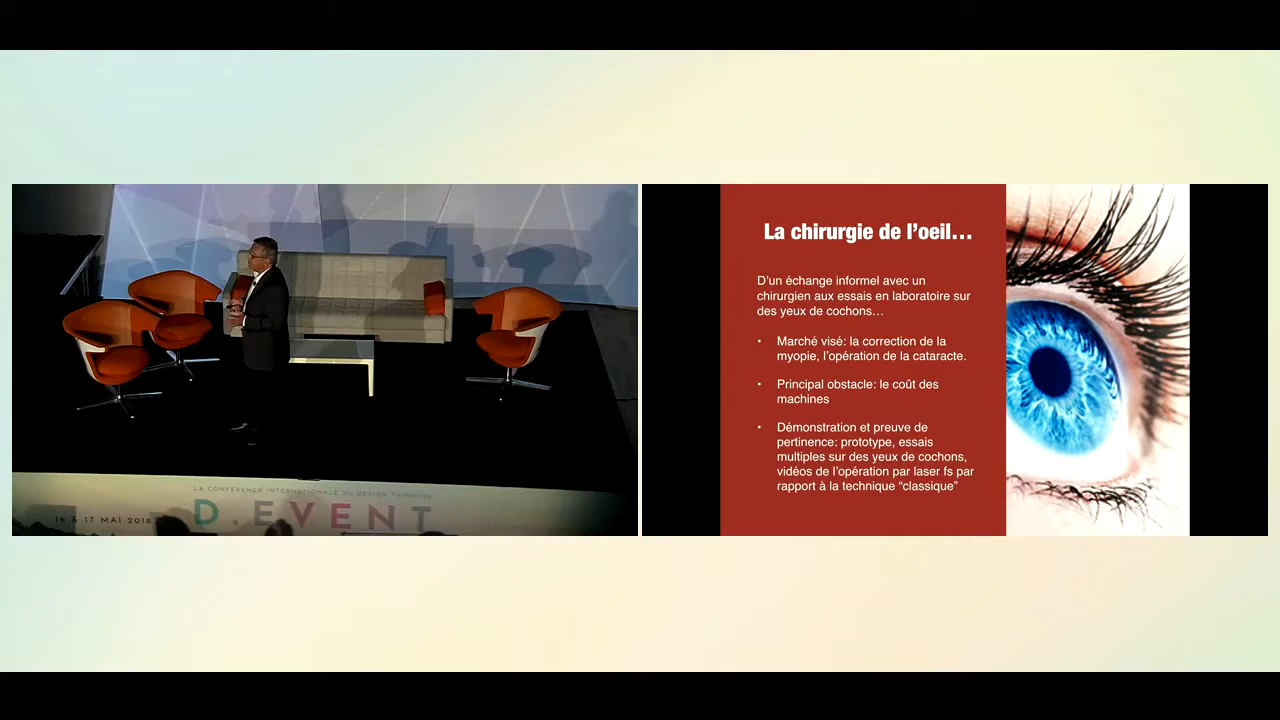 LA CONFÉRENCE INTERNATIONALE DU DESIGN THINKING
16 & 17 MAI 2018
D.EVENT
La chirurgie de l’oeil…
D’un échange informel avec un
chirurgien aux essais en laboratoire sur
des yeux de cochons…
• Marché visé: la correction de la
myopie, l’opération de la cataracte.
• Principal obstacle: le coût des
machines
• Démonstration et preuve de
pertinence: prototype, essais
multiples sur des yeux de cochons,
vidéos de l’opération par laser fs par
rapport à la technique “classique”